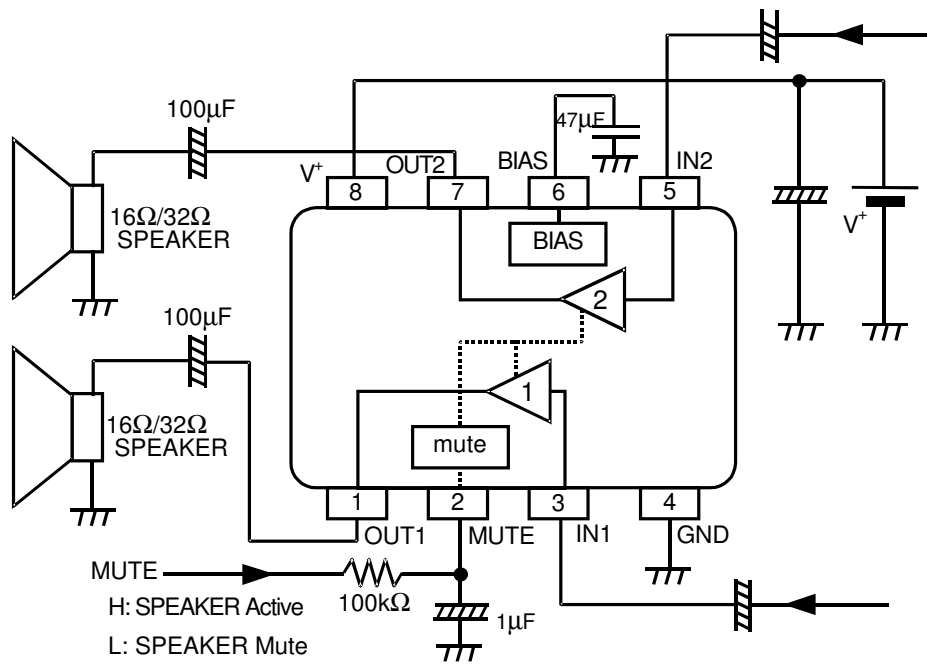 100µF
47µF
V+
OUT2
BIAS
IN2
8
7
6
5
16Ω/32Ω
SPEAKER
BIAS
V+
2
100µF
1
16Ω/32Ω
SPEAKER
mute
1
2
3
4
OUT1
MUTE
IN1
GND
MUTE
100kΩ
H: SPEAKER Active
1µF
L: SPEAKER Mute